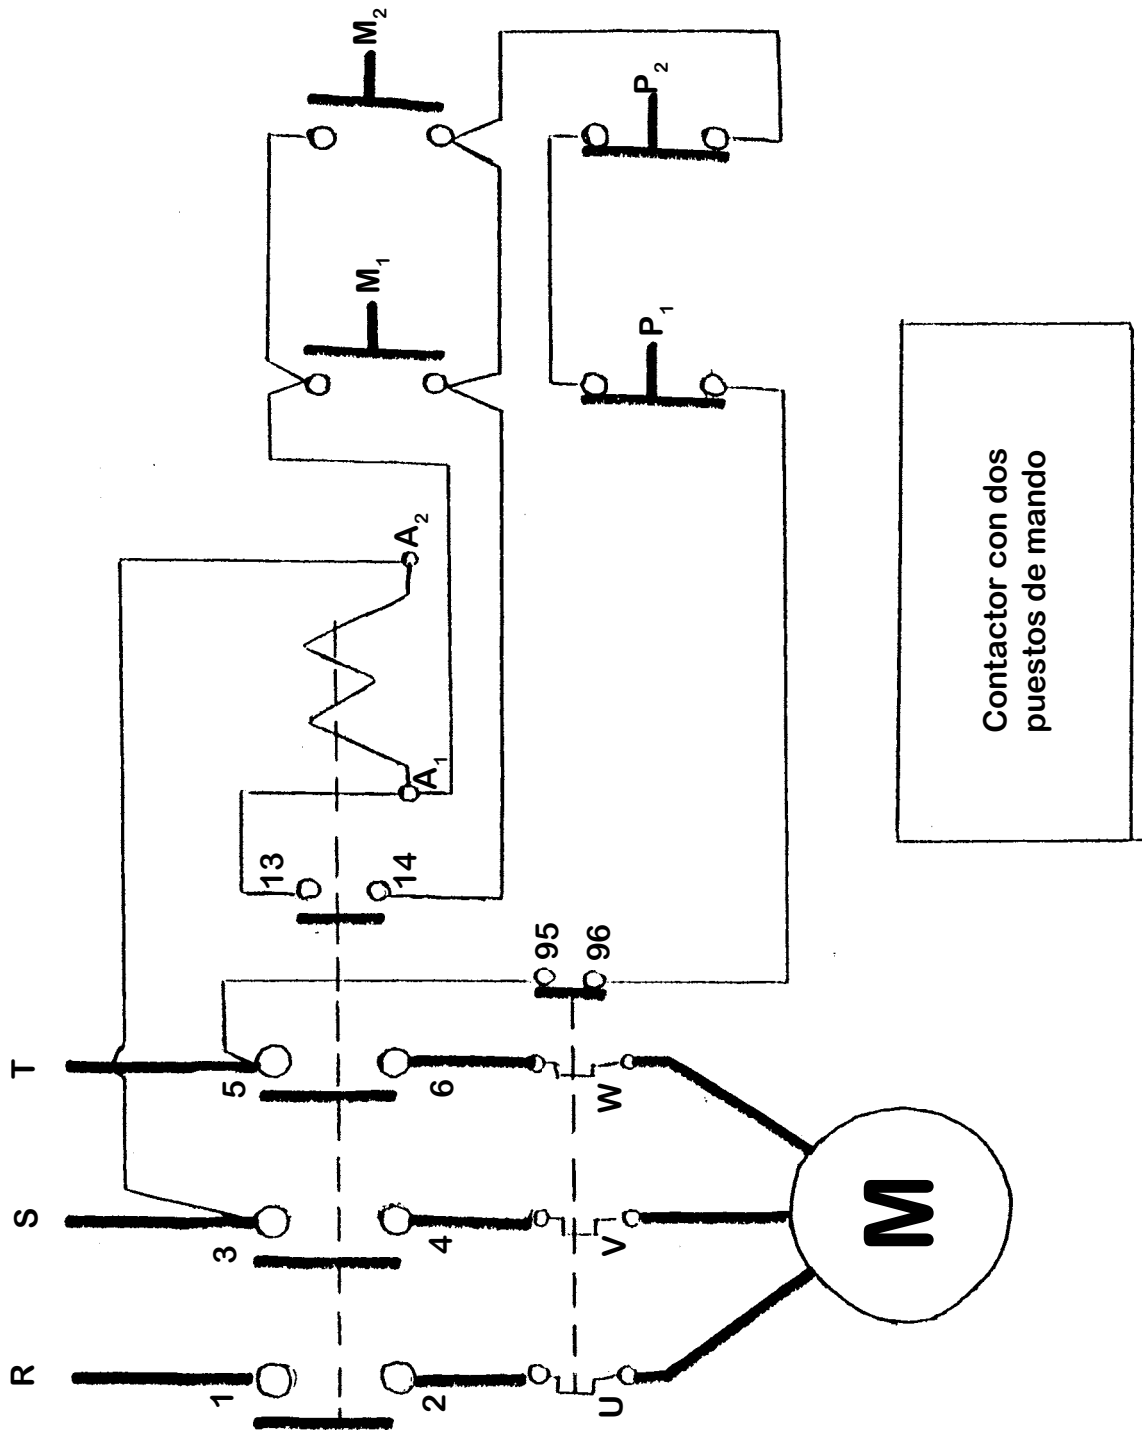 R
S
T
1
3
5
13
A₁
A₂
M₁
M₂
2
4
6
14
U
V
W
95
96
P₁
P₂
M
Contactor con dos
puestos de mando